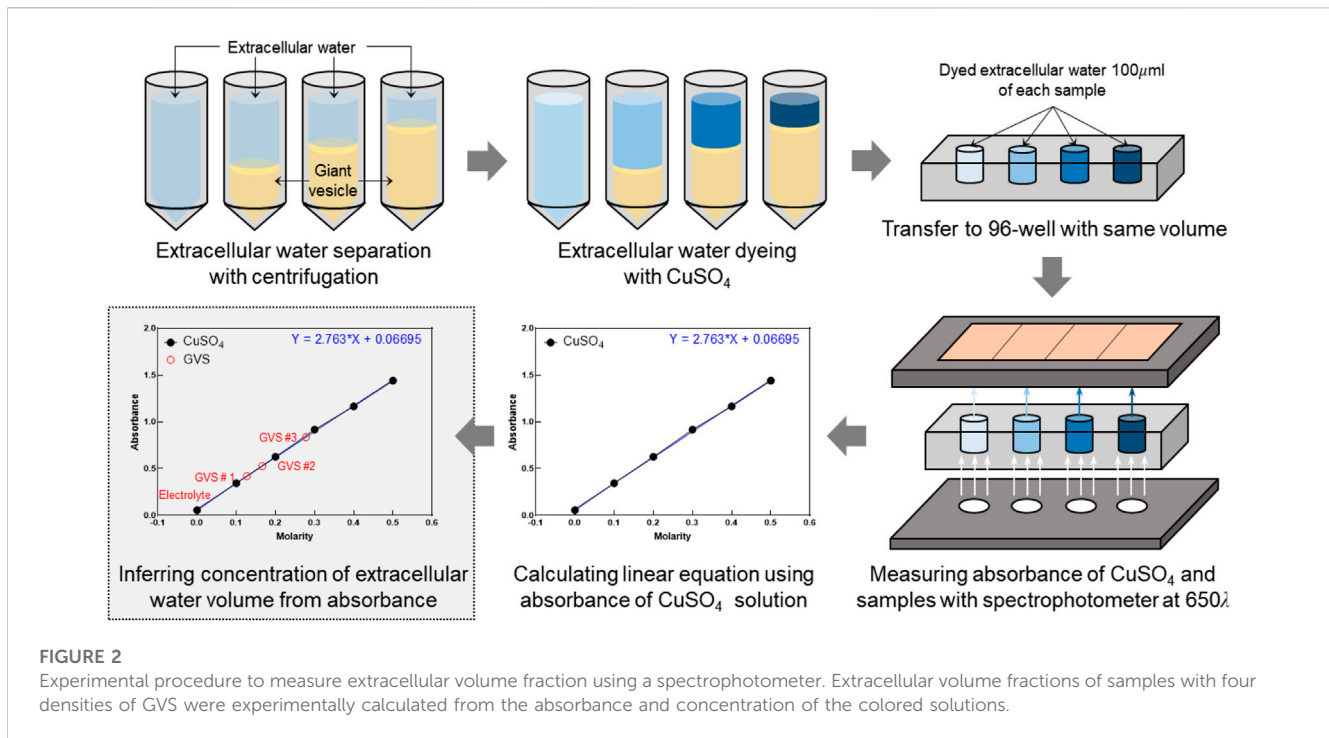 Extracellular water
Giant
vesicle
Extracellular water separation
with centrifugation
Extracellular water dyeing
with CuSO4
Dyed extracellular water 100μml
of each sample
Transfer to 96-well with same volume
2.0
1.5
1.0
0.5
0.0
-0.1 0.0 0.1 0.2 0.3 0.4 0.5 0.6
Absorbance
Molarity
CuSO4
GVS
Y = 2.763*X + 0.06695
GVS #3
GVS #2
GVS # 1
Electrolyte
Inferring concentration of extracellular
water volume from absorbance
2.0
1.5
1.0
0.5
0.0
-0.1 0.0 0.1 0.2 0.3 0.4 0.5 0.6
Absorbance
Molarity
CuSO4
Y = 2.763*X + 0.06695
Calculating linear equation using
absorbance of CuSO4 solution
Measuring absorbance of CuSO4 and
samples with spectrophotometer at 650λ
FIGURE 2
Experimental procedure to measure extracellular volume fraction using a spectrophotometer. Extracellular volume fractions of samples with four
densities of GVS were experimentally calculated from the absorbance and concentration of the colored solutions.